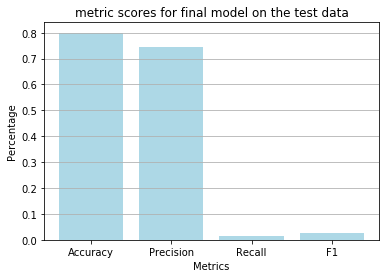 metric scores for final model on the test data
Percentage
0.8
0.7
0.6
0.5
0.4
0.3
0.2
0.1
0.0
Accuracy Precision Recall F1
Metrics